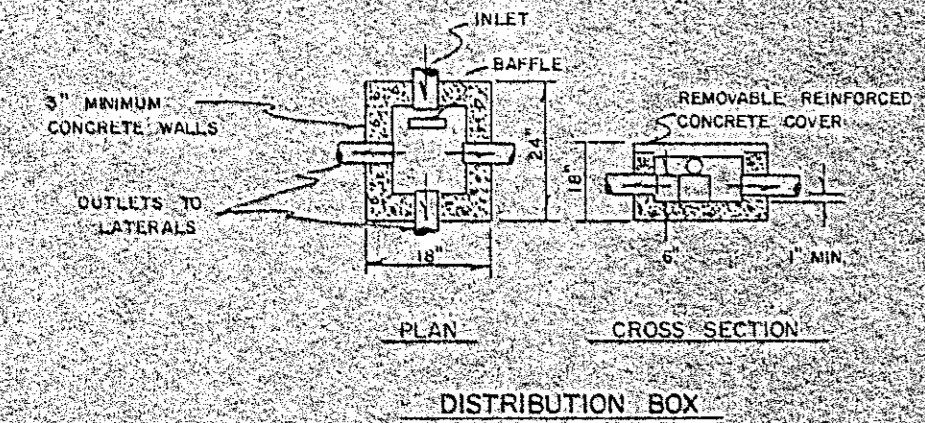 INLET
BAFFLE
3" MINIMUM
CONCRETE WALLS
REMOVABLE REINFORCED
CONCRETE COVER
24"
18"
OUTLETS TO
LATERALS
18"
6"
1" MIN.
PLAN
CROSS SECTION
DISTRIBUTION BOX